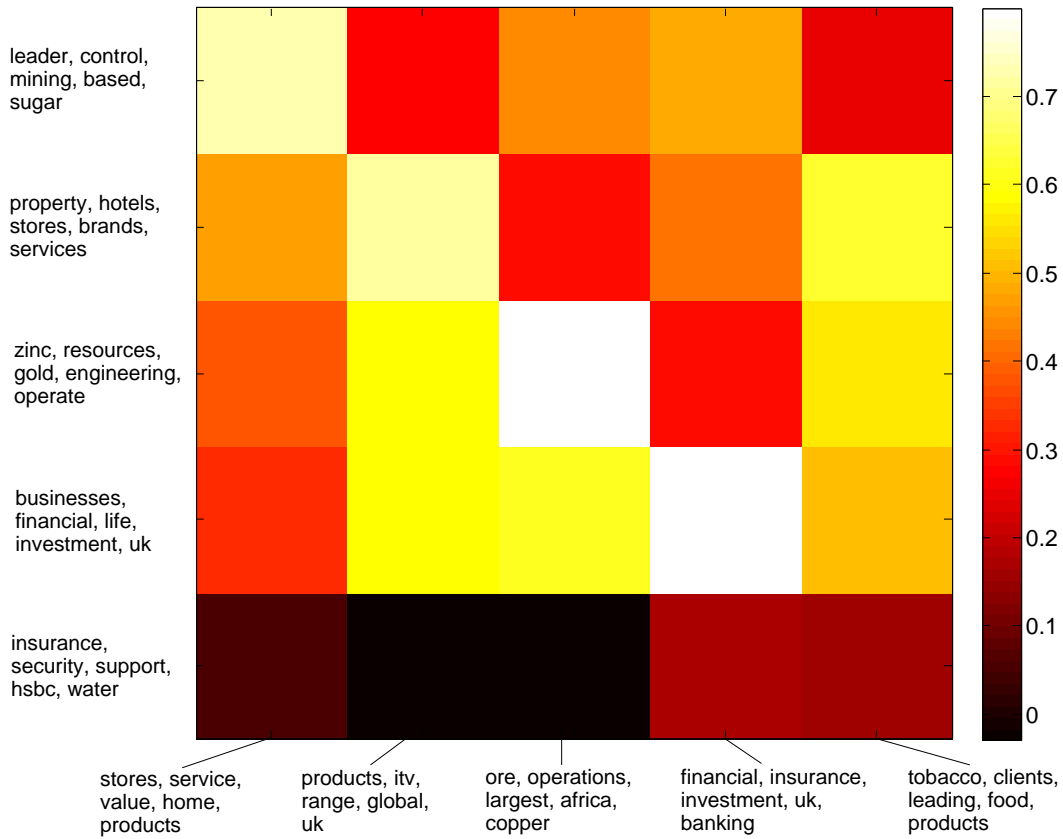 leader, control,
mining, based,
sugar
property, hotels,
stores, brands,
services
zinc, resources,
gold, engineering,
operate
businesses,
financial, life,
investment, uk
insurance,
security, support,
hsbc, water
stores, service,
value, home,
products
products, itv,
range, global,
uk
ore, operations,
largest, africa,
copper
financial, insurance,
investment, uk,
banking
tobacco, clients,
leading, food,
products
0.7
0.6
0.5
0.4
0.3
0.2
0.1
0